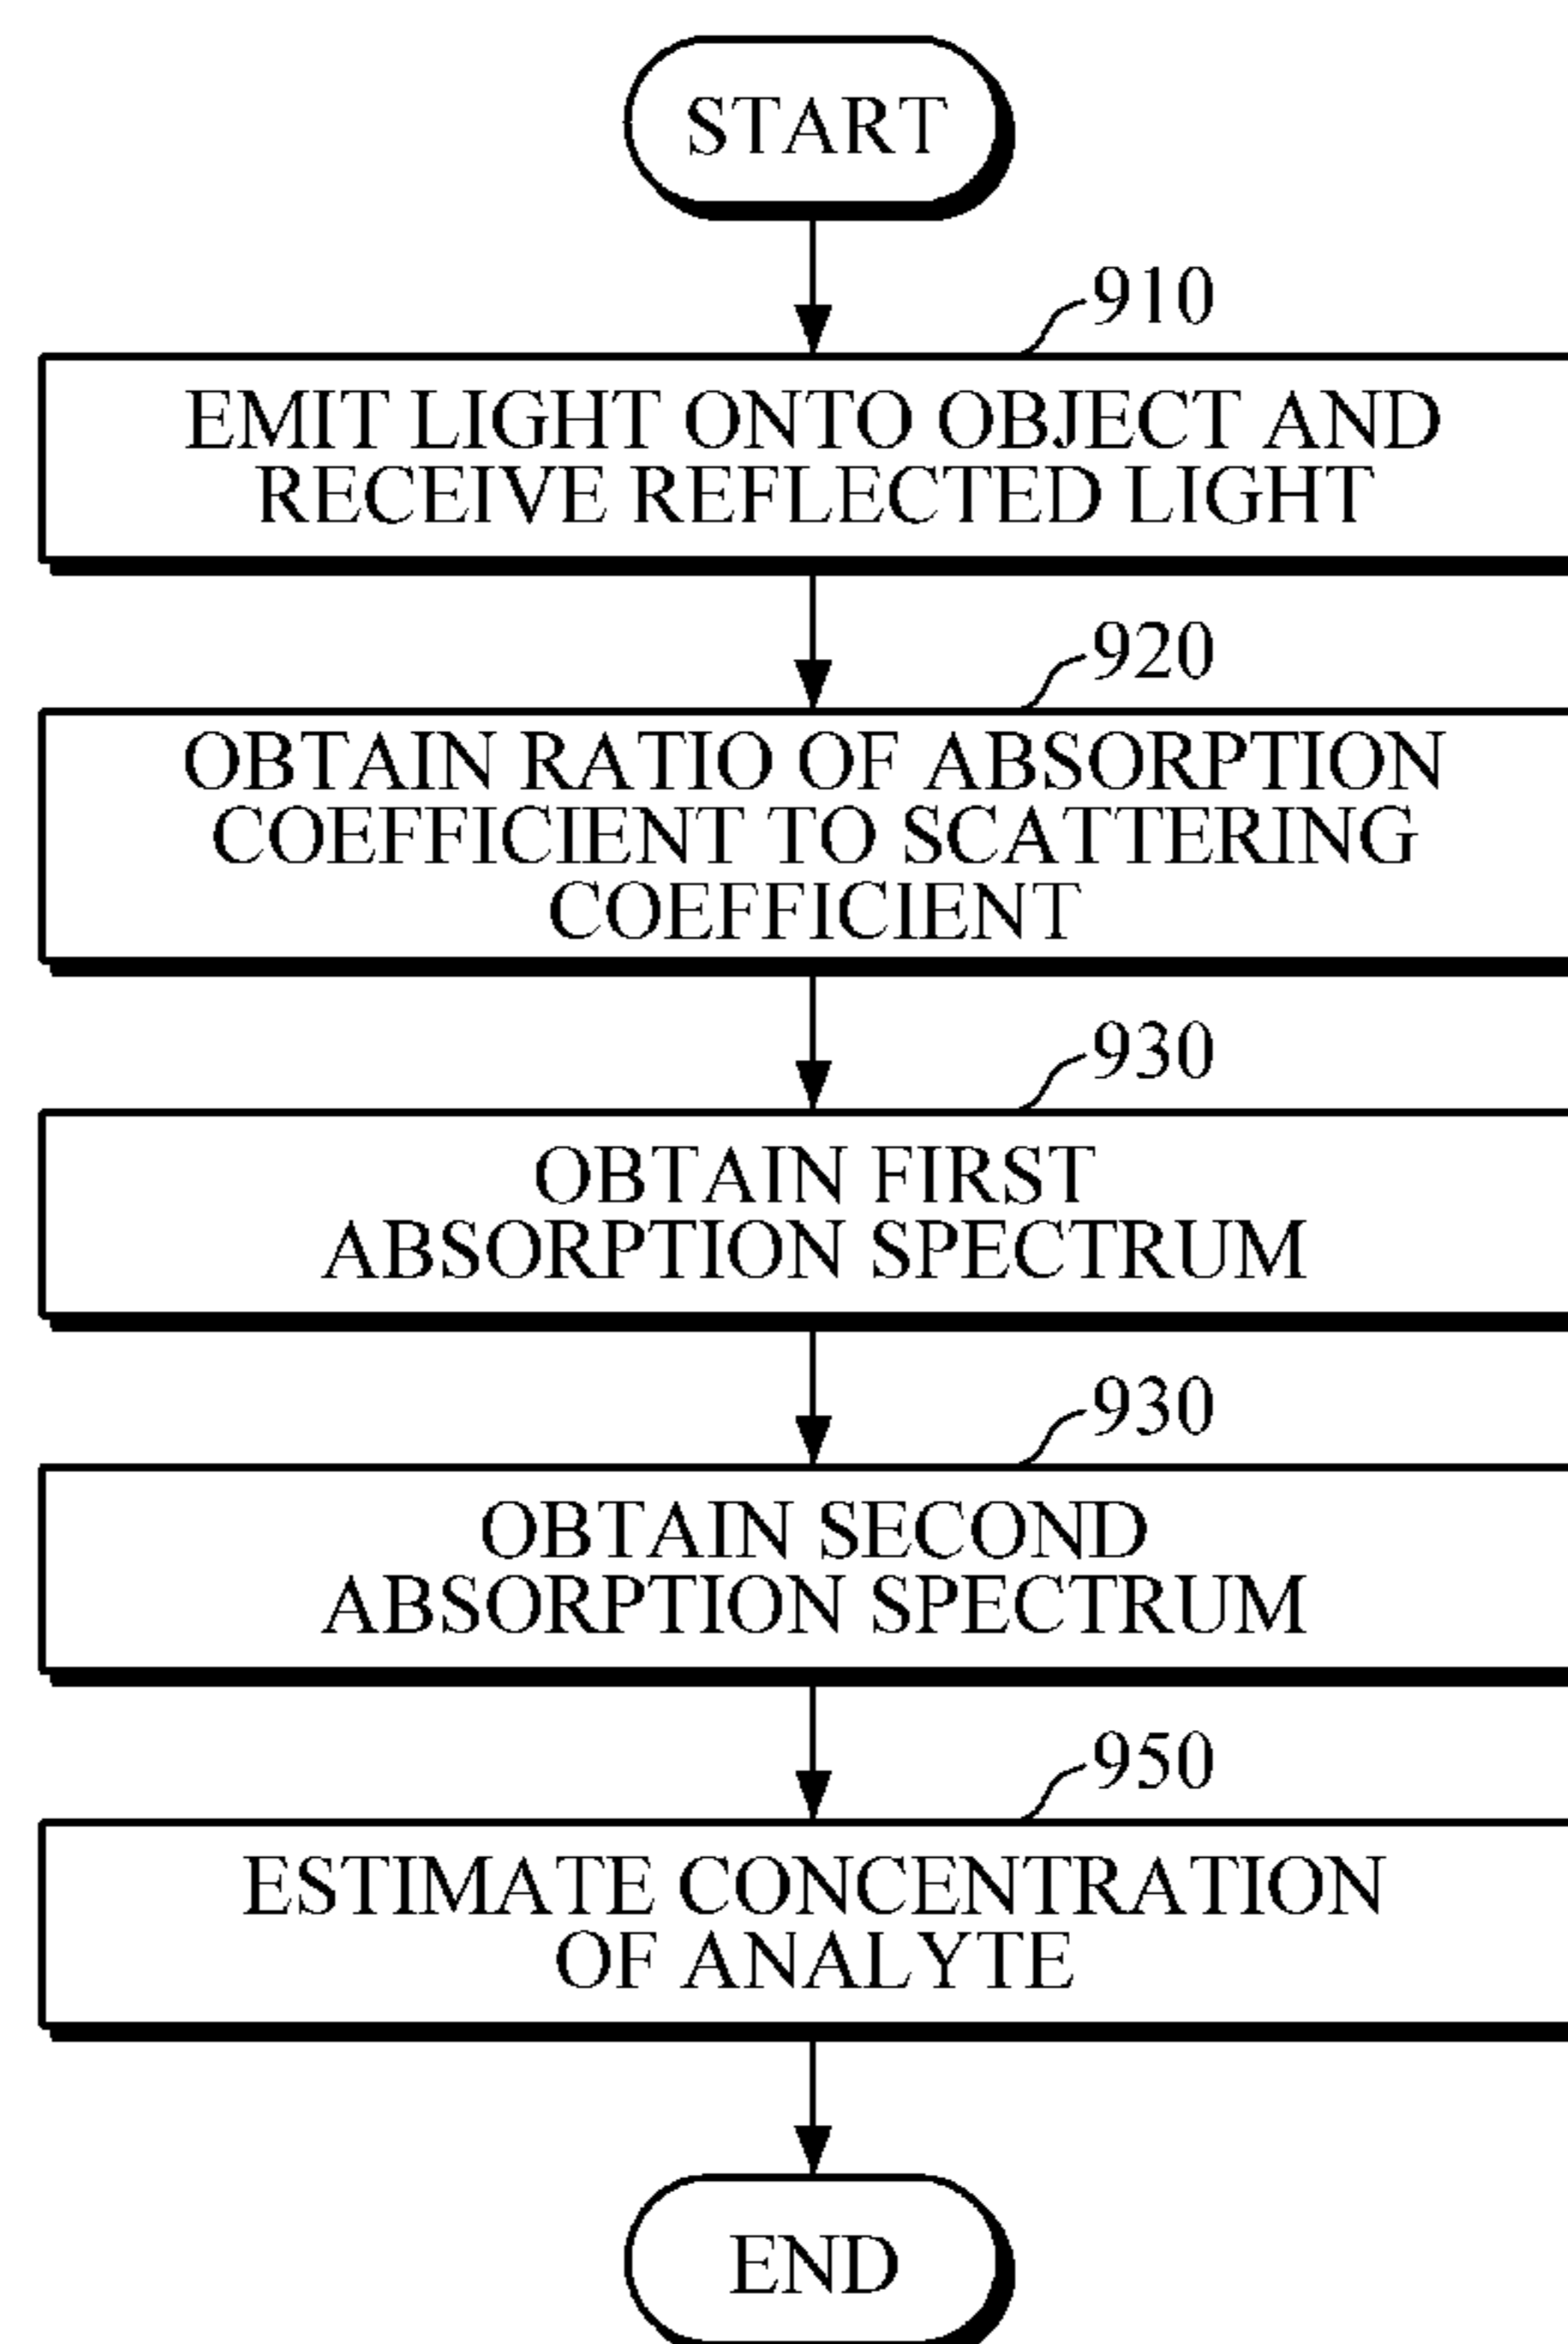 START
910
EMIT LIGHT ONTO OBJECT AND
RECEIVE REFLECTED LIGHT
920
OBTAIN RATIO OF ABSORPTION
COEFFICIENT TO SCATTERING
COEFFICIENT
930
OBTAIN FIRST
ABSORPTION SPECTRUM
930
OBTAIN SECOND
ABSORPTION SPECTRUM
950
ESTIMATE CONCENTRATION
OF ANALYTE
END